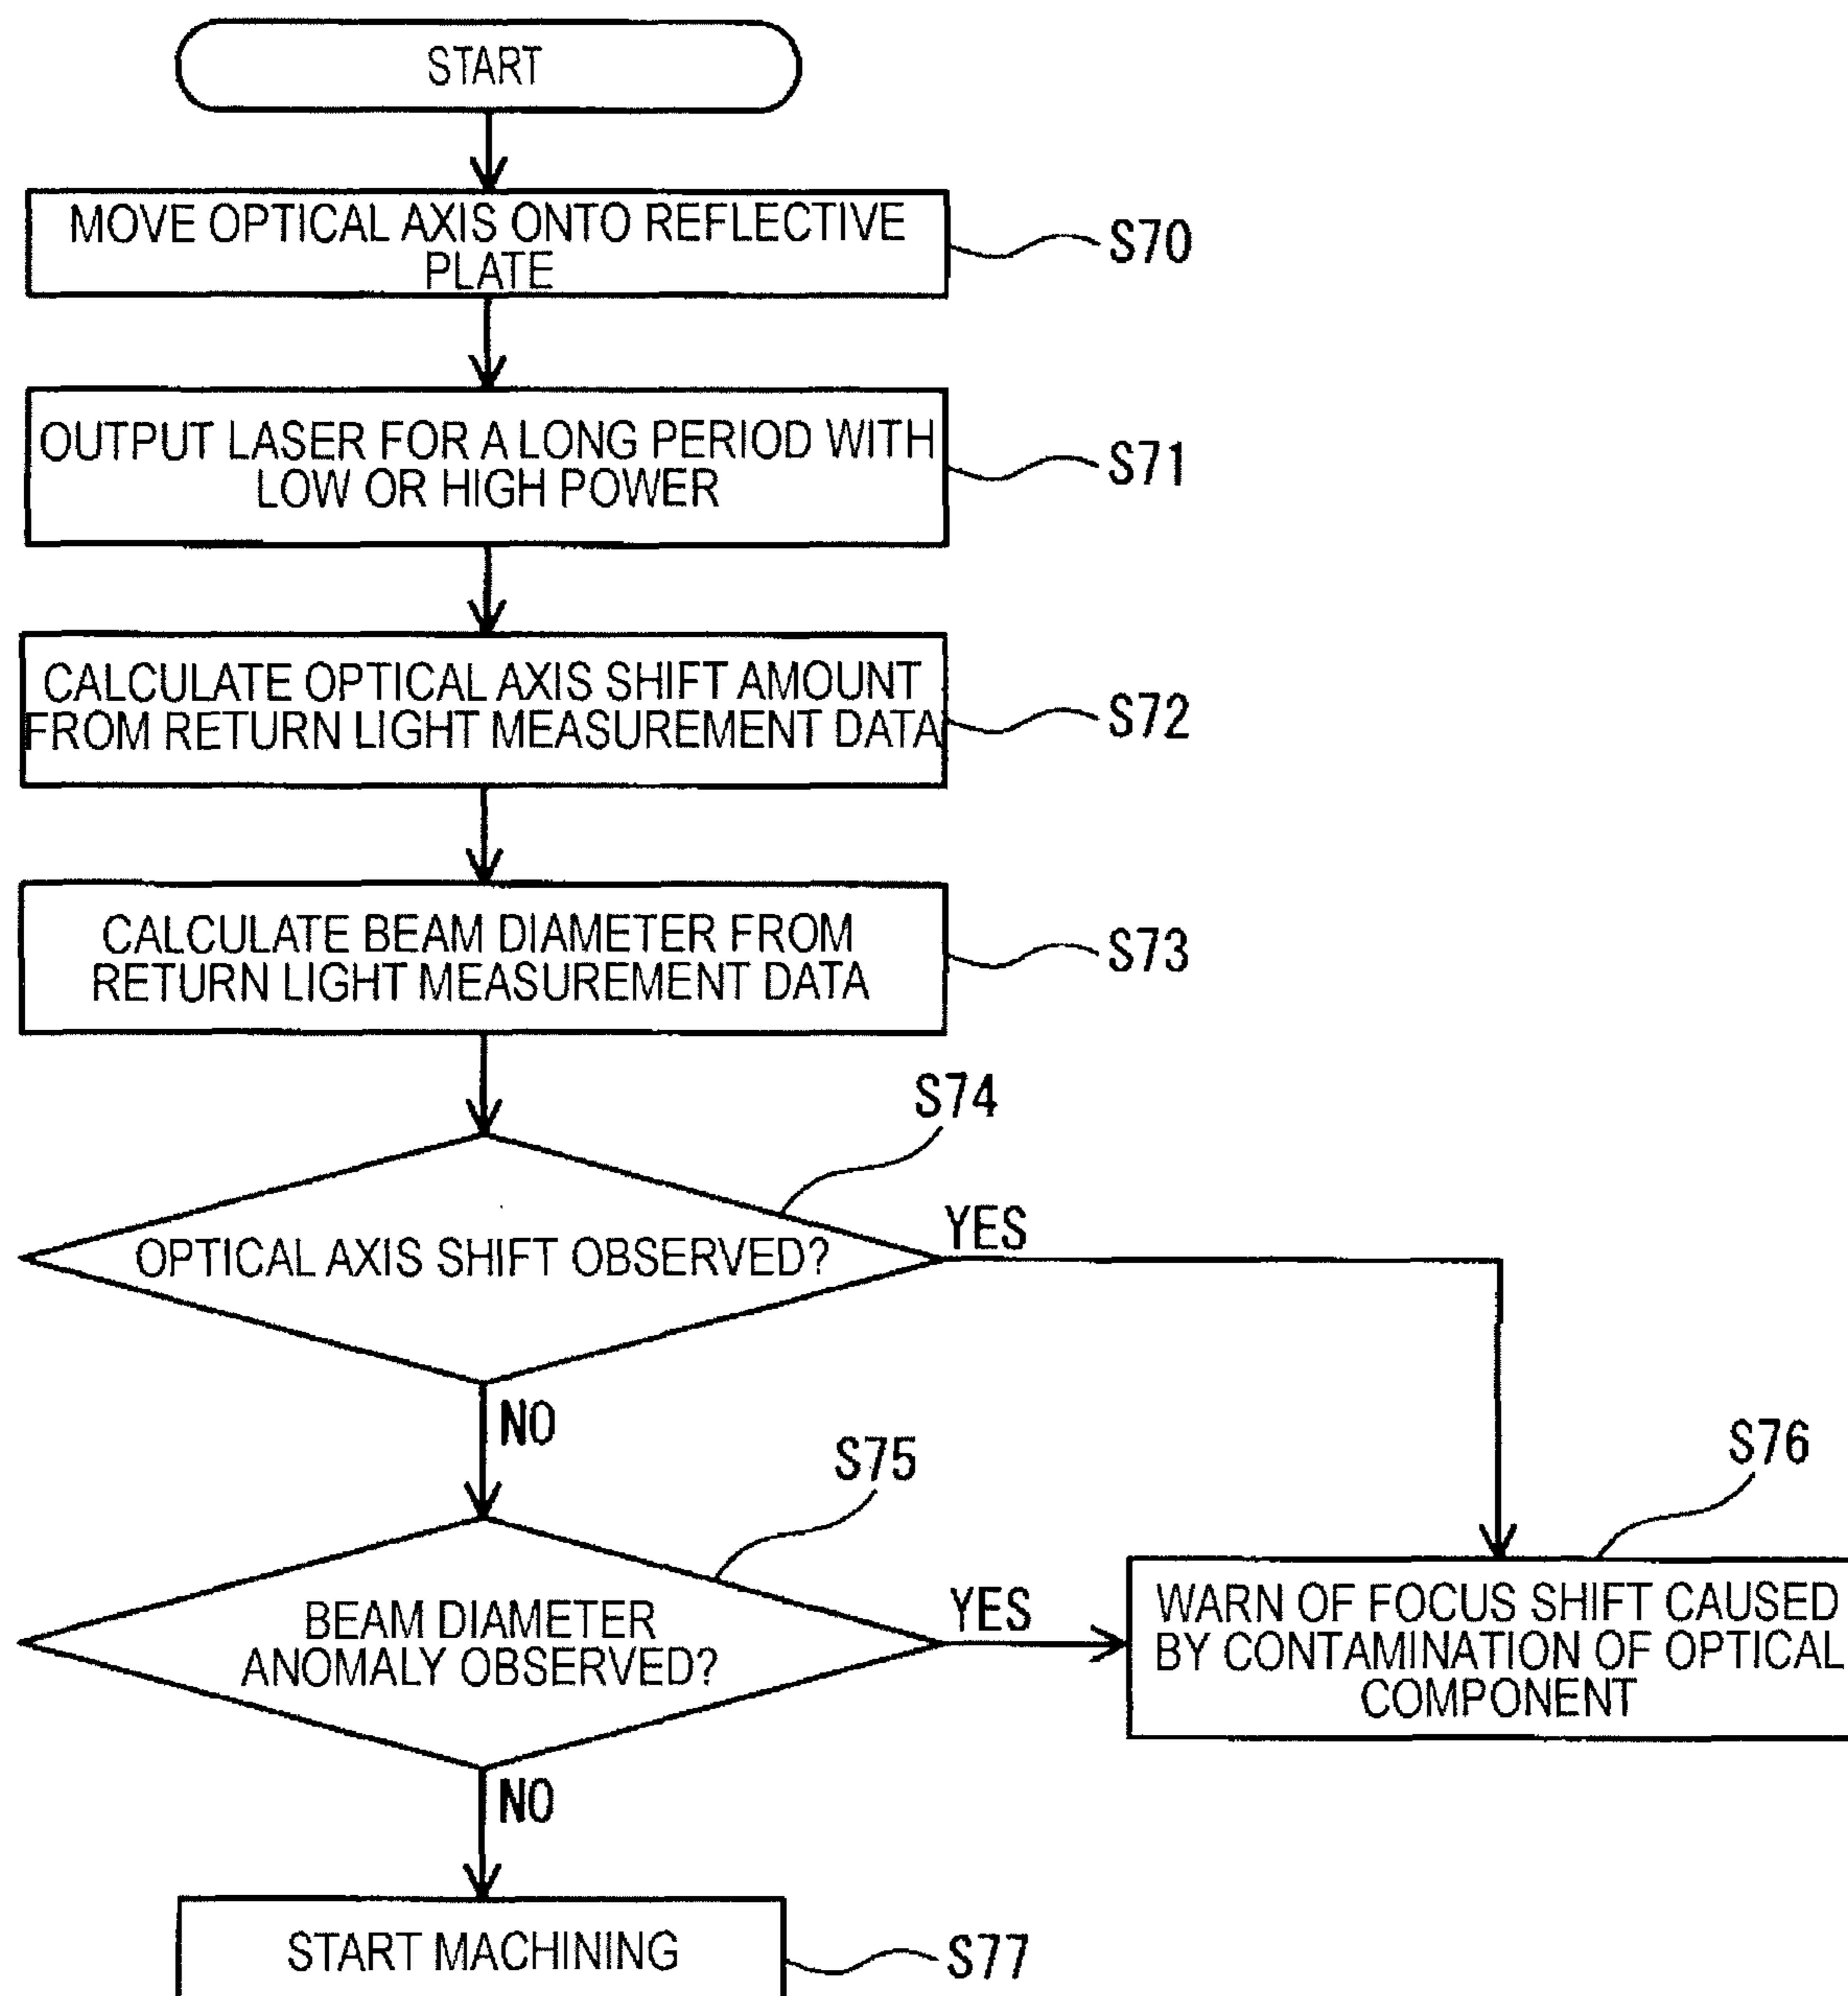 START
MOVE OPTICAL AXIS ONTO REFLECTIVE
PLATE
S70
OUTPUT LASER FOR A LONG PERIOD WITH
LOW OR HIGH POWER
S71
CALCULATE OPTICAL AXIS SHIFT AMOUNT
FROM RETURN LIGHT MEASUREMENT DATA
S72
CALCULATE BEAM DIAMETER FROM
RETURN LIGHT MEASUREMENT DATA
S73
S74
OPTICAL AXIS SHIFT OBSERVED?
YES
NO
S75
BEAM DIAMETER
ANOMALY OBSERVED?
YES
S76
WARN OF FOCUS SHIFT CAUSED
BY CONTAMINATION OF OPTICAL
COMPONENT
NO
START MACHINING
S77